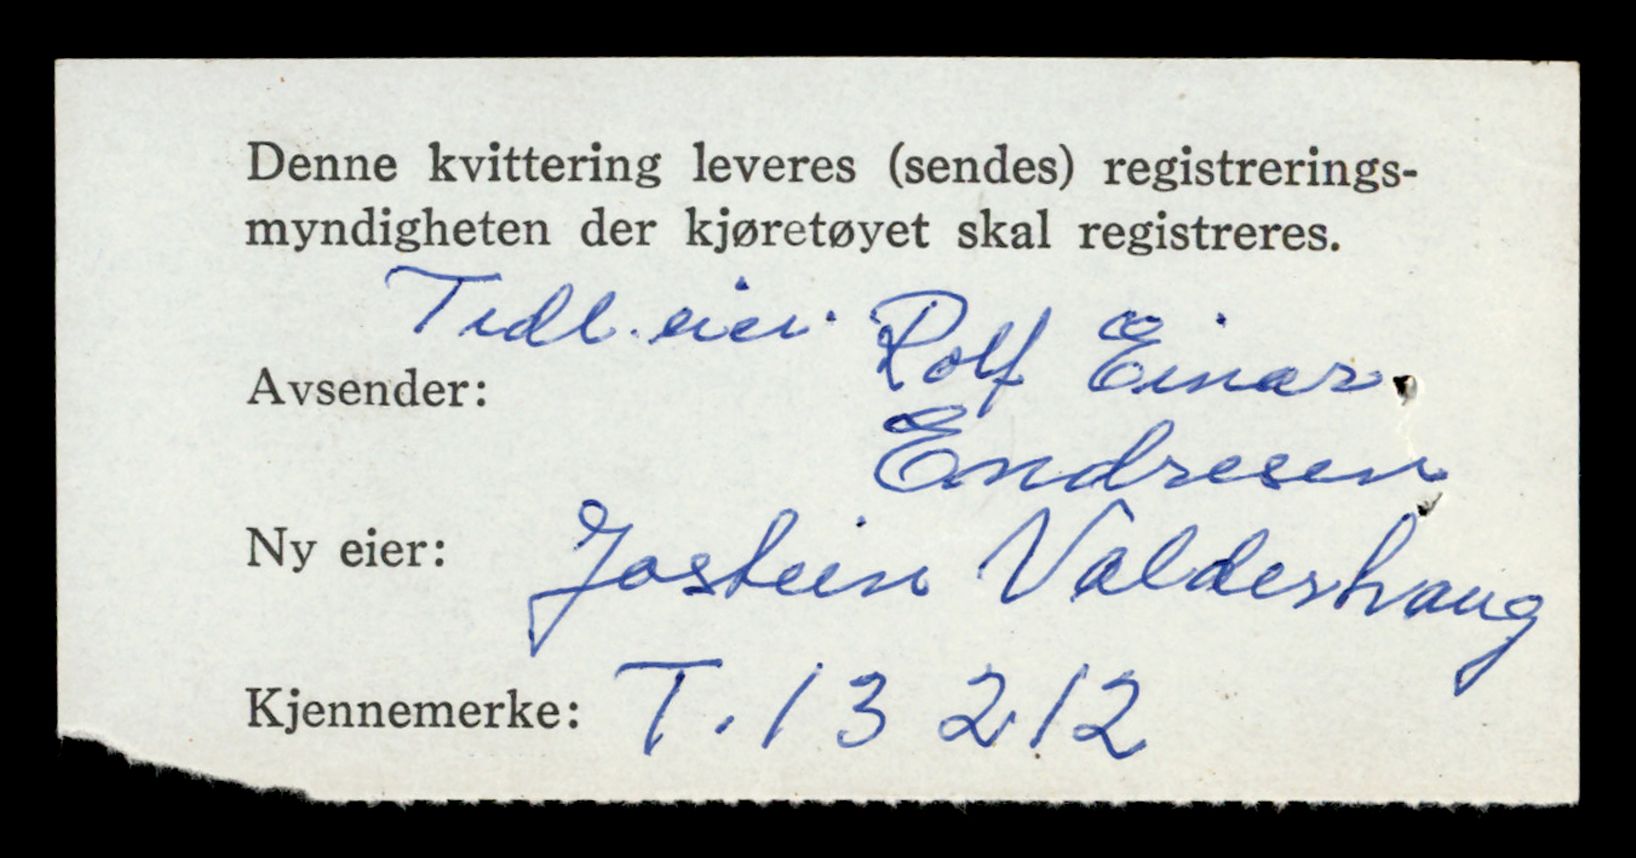 Denne kvittering leveres (sendes) registrerings-
myndigheten der kjøretøyet skal registreres.
Tidl. eier. Rolf Einar
Avsender:
Endresen
Ny eier: Jostein Valderhaug
Kjennemerke: T. 13 212